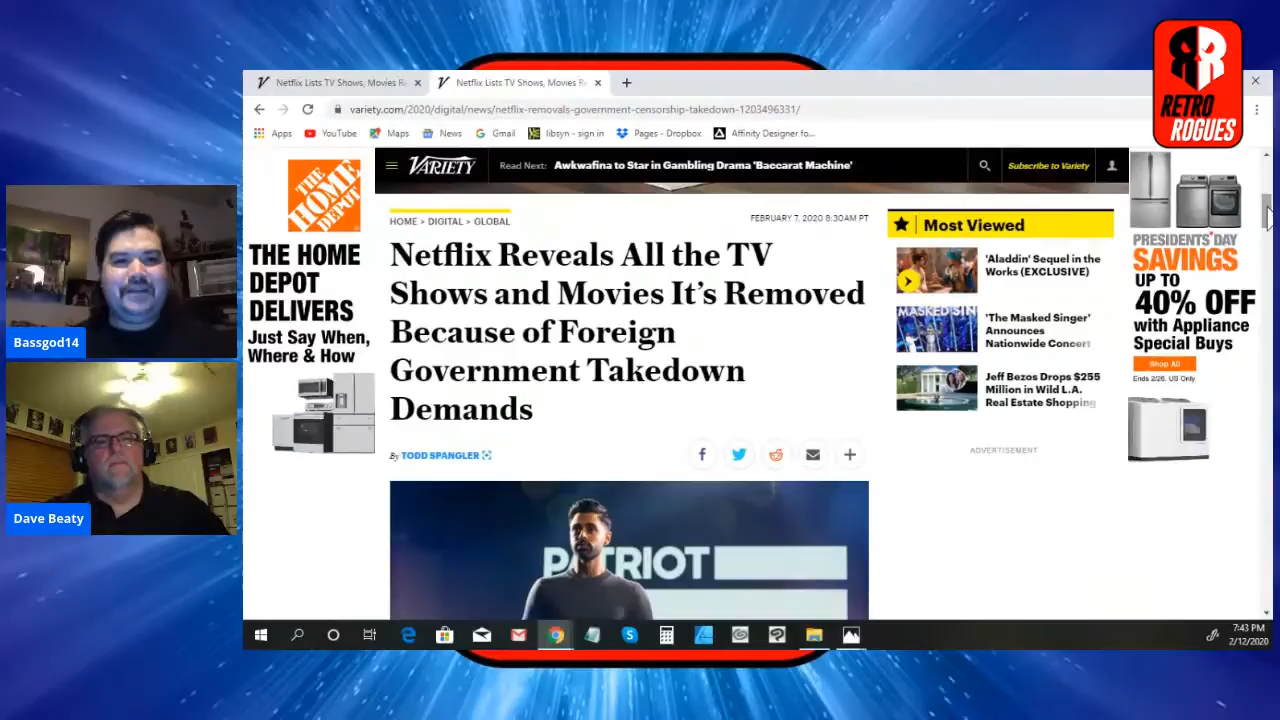 RETRO
ROGUES
Netflix Lists TV Shows, Movies Re
Netflix Lists TV Shows, Movies Re
variety.com/2020/digital/news/netflix-removals-government-censorship-takedown-1203496331/
Apps
YouTube
Maps
News
Gmail
libsyn - sign in
Pages - Dropbox
Affinity Designer fo...
VARIETY
Read Next: Awkwafina to Star in Gambling Drama 'Baccarat Machine'
Subscribe to Variety
THE
HOME
DEPOT
THE HOME
DEPOT
DELIVERS
Just Say When,
Where & How
HOME > DIGITAL > GLOBAL
FEBRUARY 7, 2020 8:30AM PT
Netflix Reveals All the TV
Shows and Movies It's Removed
Because of Foreign
Government Takedown
Demands
By TODD SPANGLER
PATRIOT
Most Viewed
'Aladdin' Sequel in the
Works (EXCLUSIVE)
MASKED SIN
'The Masked Singer'
Announces
Nationwide Concert
Jeff Bezos Drops $255
Million in Wild L.A.
Real Estate Shopping
ADVERTISEMENT
PRESIDENTS' DAY
SAVINGS
UP TO
40% OFF
with Appliance
Special Buys
Shop All
Ends 2/26. US Only
Bassgod14
Dave Beaty
7:43 PM
2/12/2020